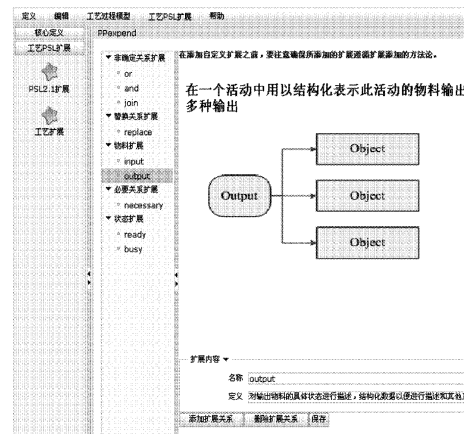 定义 编辑 工艺过程模型 工艺PSL扩展 帮助
核心定义
工艺PSL扩展
PSL2.1扩展
工艺扩展
PPexpend
非确定关系扩展
or
and
join
替换关系扩展
replace
物料扩展
input
output
必要关系扩展
necessary
状态扩展
ready
busy
在添加自定义扩展之前，要注意确保所添加的扩展遵循扩展添加的方法论。
在一个活动中用以结构化表示此活动的物料输出
多种输出
Output
Object
Object
Object
扩展内容
名称 output
定义 对输出物料的具体状态进行描述，结构化数据以便进行描述和其他
添加扩展关系 删除扩展关系 保存